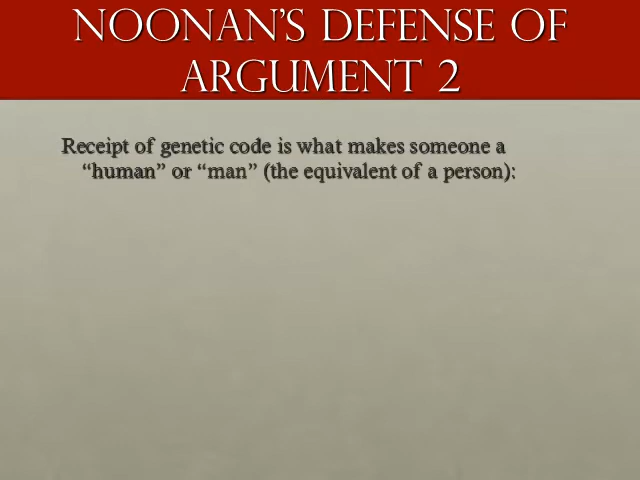 NOONAN'S DEFENSE OF
ARGUMENT 2
Receipt of genetic code is what makes someone a
“human” or “man” (the equivalent of a person):